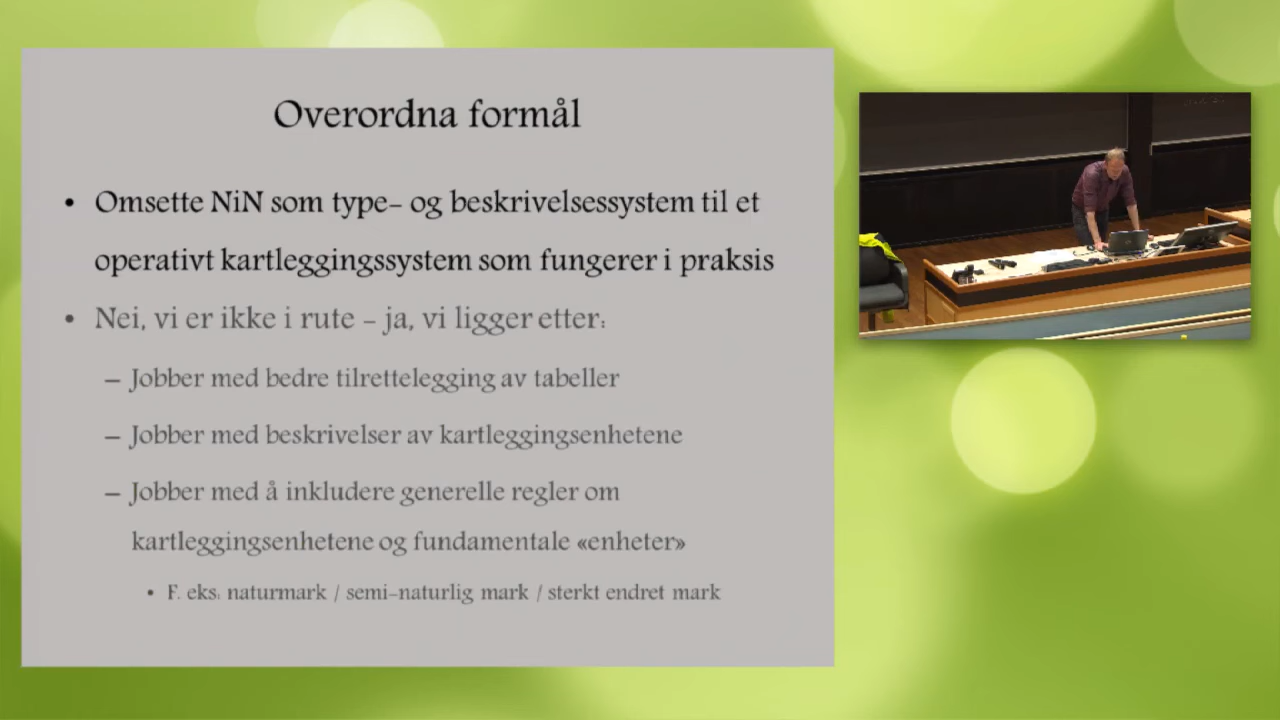 Overordna formål
• Omsette NiN som type- og beskrivelsessystem til et
operativt kartleggingssystem som fungerer i praksis
• Nei, vi er ikke i rute – ja, vi ligger etter:
– Jobber med bedre tilrettelegging av tabeller
– Jobber med beskrivelser av kartleggingsenhetene
– Jobber med å inkludere generelle regler om
kartleggingsenhetene og fundamentale «enheter»
• F. eks. naturmark / semi-naturlig mark / sterkt endret mark